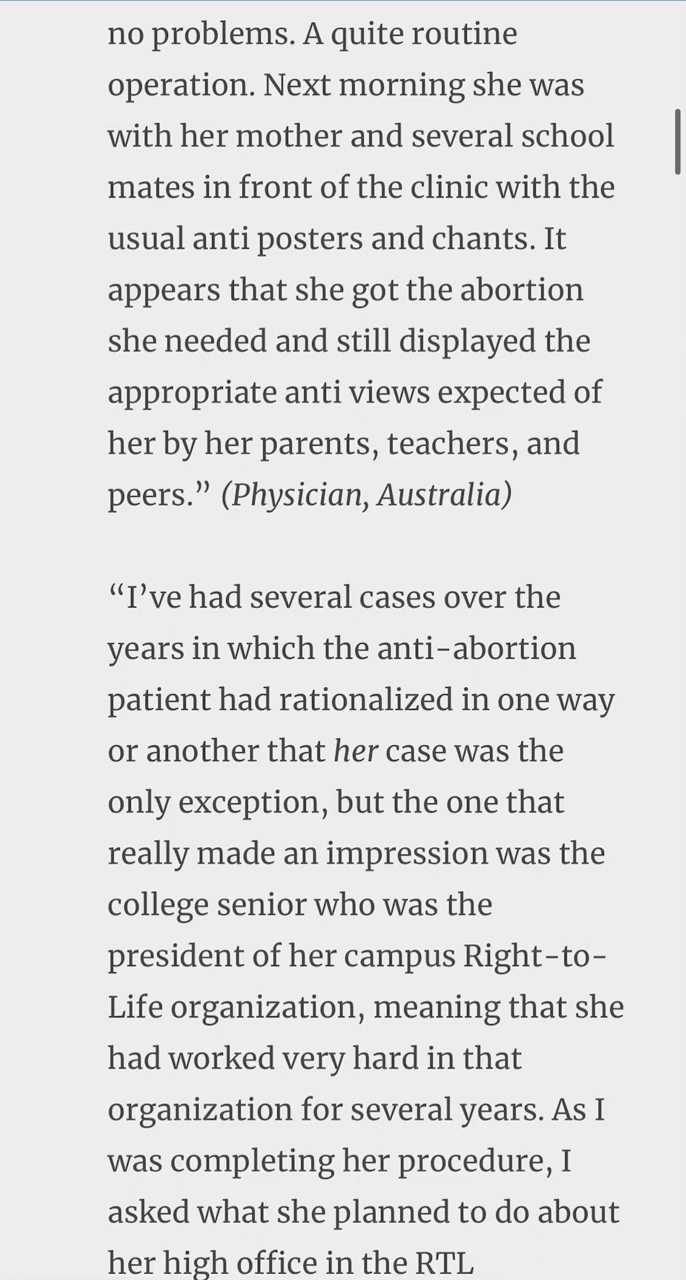 no problems. A quite routine
operation. Next morning she was
with her mother and several school
mates in front of the clinic with the
usual anti posters and chants. It
appears that she got the abortion
she needed and still displayed the
appropriate anti views expected of
her by her parents, teachers, and
peers.” (Physician, Australia)
“I’ve had several cases over the
years in which the anti-abortion
patient had rationalized in one way
or another that her case was the
only exception, but the one that
really made an impression was the
college senior who was the
president of her campus Right-to-
Life organization, meaning that she
had worked very hard in that
organization for several years. As I
was completing her procedure, I
asked what she planned to do about
her high office in the RTL